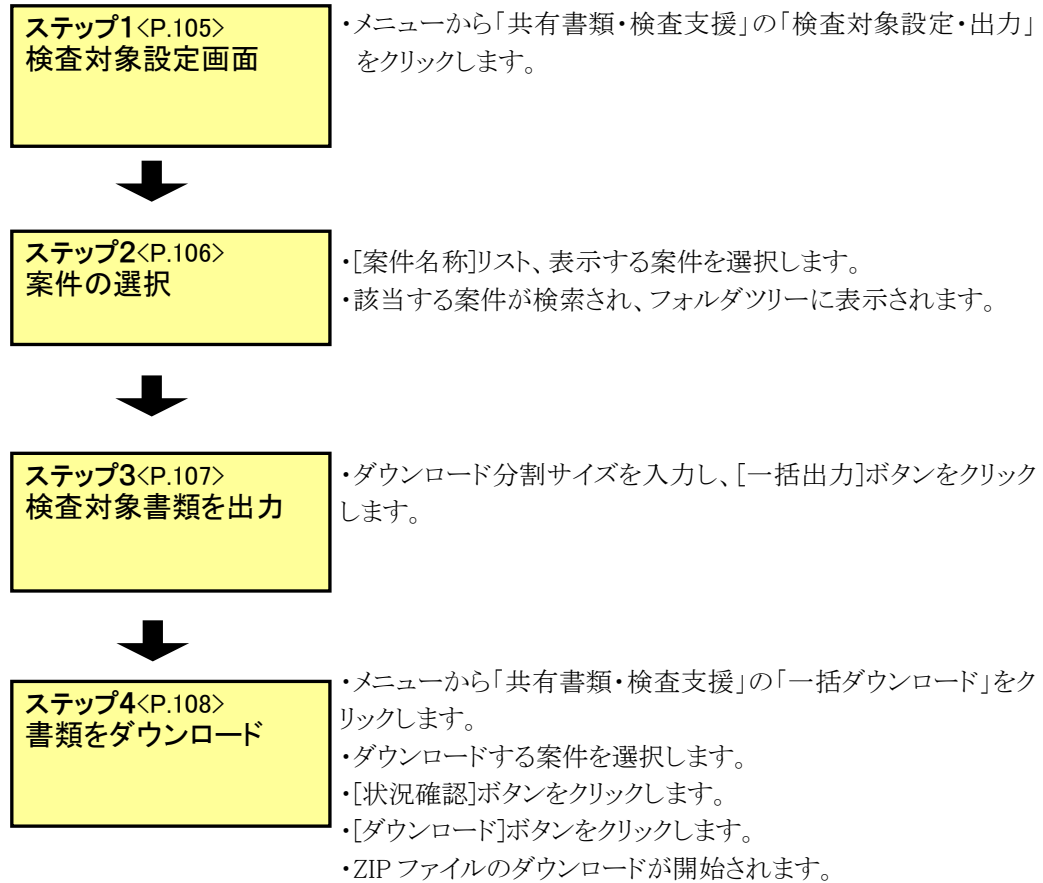 ステップ1<P.105>
検査対象設定画面
・メニューから「共有書類・検査支援」の「検査対象設定・出力」
をクリックします。
ステップ2<P.106>
案件の選択
・[案件名称]リスト、表示する案件を選択します。
・該当する案件が検索され、フォルダツリーに表示されます。
ステップ3<P.107>
検査対象書類を出力
・ダウンロード分割サイズを入力し、[一括出力]ボタンをクリック
します。
ステップ4<P.108>
書類をダウンロード
・メニューから「共有書類・検査支援」の「一括ダウンロード」をク
リックします。
・ダウンロードする案件を選択します。
・[状況確認]ボタンをクリックします。
・[ダウンロード]ボタンをクリックします。
・ZIP ファイルのダウンロードが開始されます。